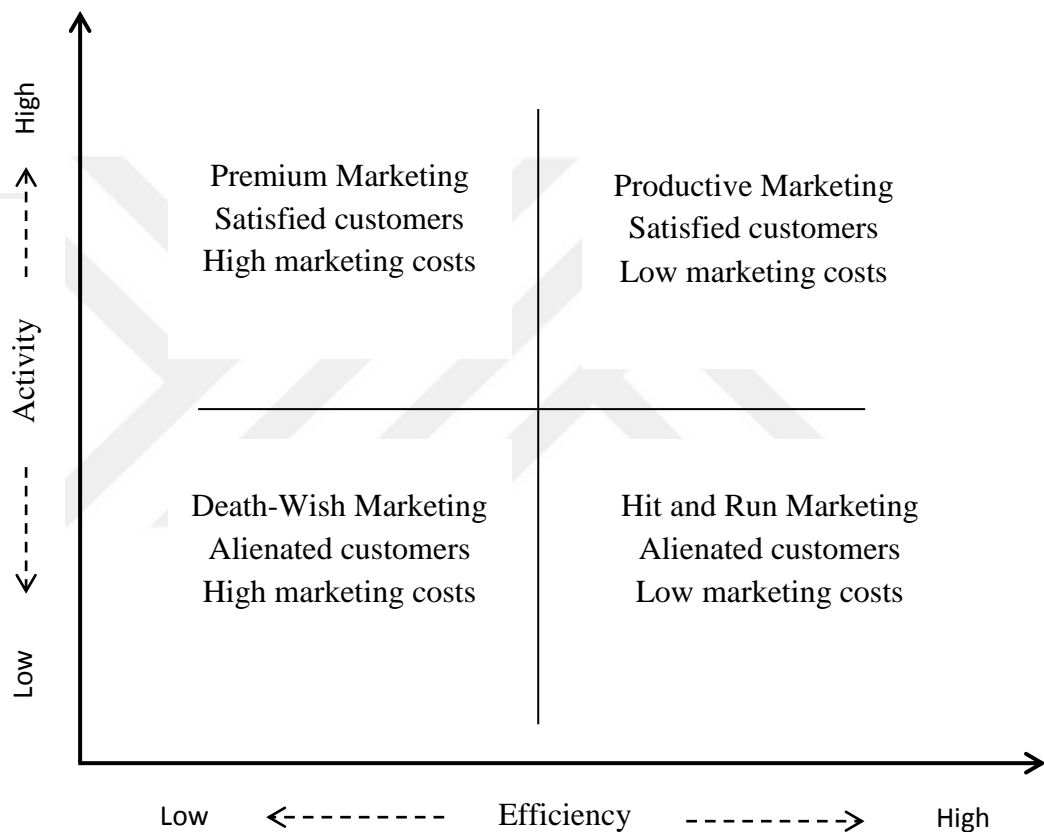 High
Activity
Low
Premium Marketing
Satisfied customers
High marketing costs
Productive Marketing
Satisfied customers
Low marketing costs
Death-Wish Marketing
Alienated customers
High marketing costs
Hit and Run Marketing
Alienated customers
Low marketing costs
Low
Efficiency
High